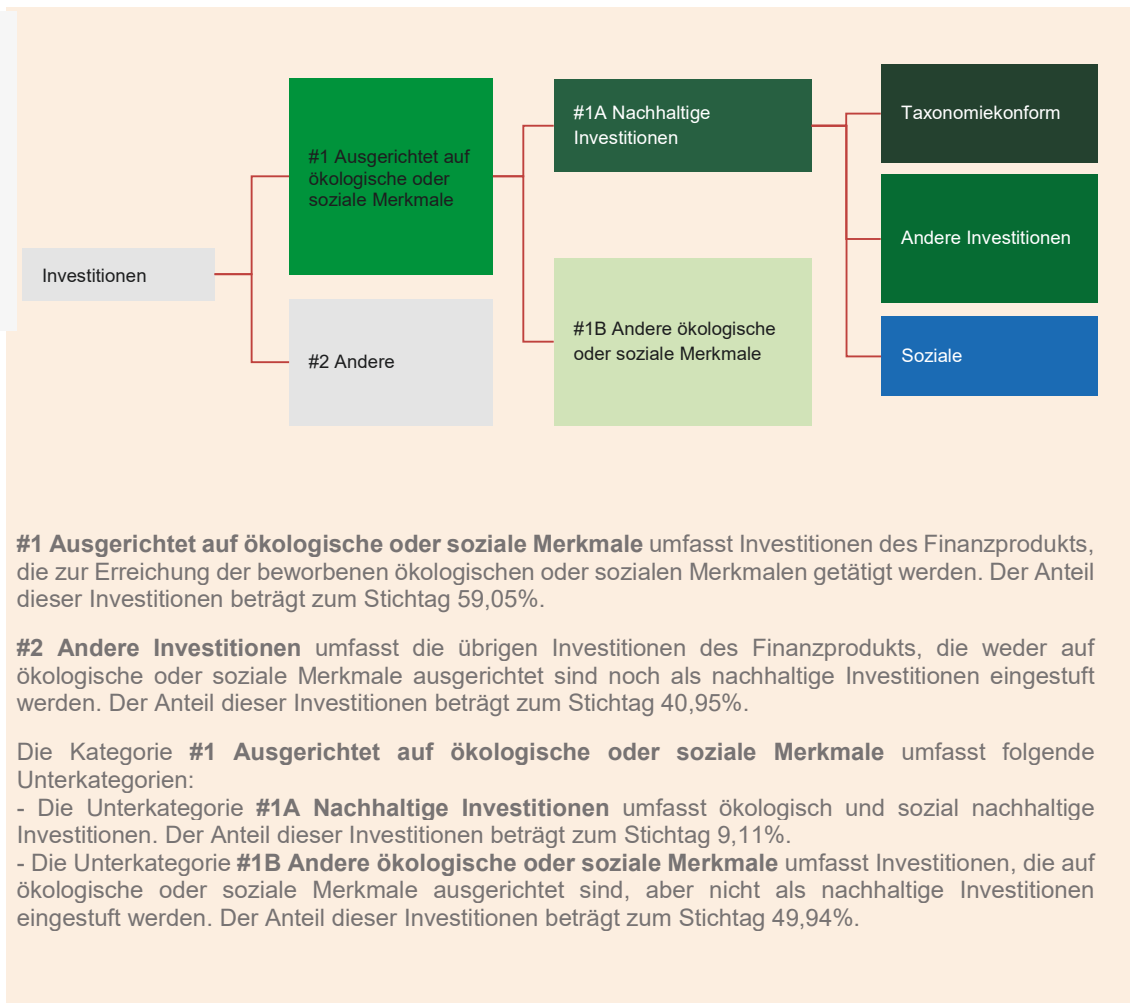 Investitionen
#1 Ausgerichtet auf
ökologische oder
soziale Merkmale
#2 Andere
#1A Nachhaltige
Investitionen
#1B Andere ökologische
oder soziale Merkmale
Taxonomiekonform
Andere Investitionen
Soziale
#1 Ausgerichtet auf ökologische oder soziale Merkmale umfasst Investitionen des Finanzprodukts,
die zur Erreichung der beworbenen ökologischen oder sozialen Merkmalen getätigt werden. Der Anteil
dieser Investitionen beträgt zum Stichtag 59,05%.
#2 Andere Investitionen umfasst die übrigen Investitionen des Finanzprodukts, die weder auf
ökologische oder soziale Merkmale ausgerichtet sind noch als nachhaltige Investitionen eingestuft
werden. Der Anteil dieser Investitionen beträgt zum Stichtag 40,95%.
Die Kategorie #1 Ausgerichtet auf ökologische oder soziale Merkmale umfasst folgende
Unterkategorien:
- Die Unterkategorie #1A Nachhaltige Investitionen umfasst ökologisch und sozial nachhaltige
Investitionen. Der Anteil dieser Investitionen beträgt zum Stichtag 9,11%.
- Die Unterkategorie #1B Andere ökologische oder soziale Merkmale umfasst Investitionen, die auf
ökologische oder soziale Merkmale ausgerichtet sind, aber nicht als nachhaltige Investitionen
eingestuft werden. Der Anteil dieser Investitionen beträgt zum Stichtag 49,94%.